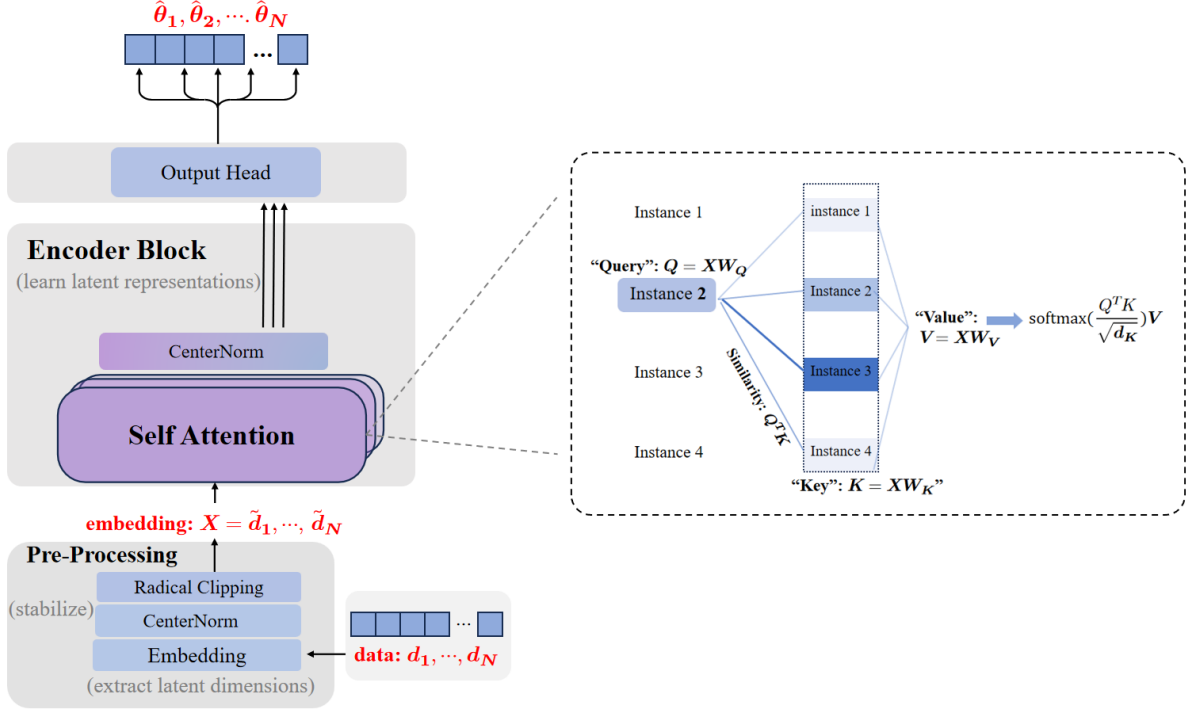 θ̂₁, θ̂₂, ···. θ̂_N
...
Output Head
Encoder Block
(learn latent representations)
CenterNorm
Self Attention
embedding: X = d̃₁, ···, d̃_N
Pre-Processing
Radical Clipping
(stabilize)
CenterNorm
Embedding
(extract latent dimensions)
...
data: d₁, ···, d_N
Instance 1
instance 1
“Query”: Q = XW_Q
Instance 2
Instance 2
“Value”:
V = XW_V
softmax(Q^T K / √d_K)V
Similarity: Q^T K
Instance 3
Instance 3
Instance 4
Instance 4
“Key”: K = XW_K”